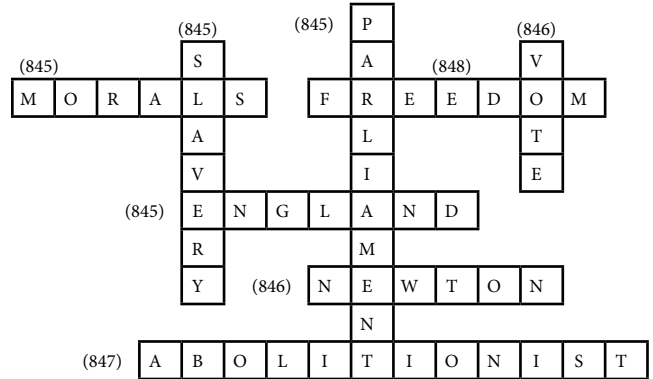 (845) P
(845) S A (846) V
(845) M O R A L S F R E E D O M (848)
A L T
V I E
(845) E N G L A N D
R M
Y (846) N E W T O N
N
(847) A B O L I T I O N I S T